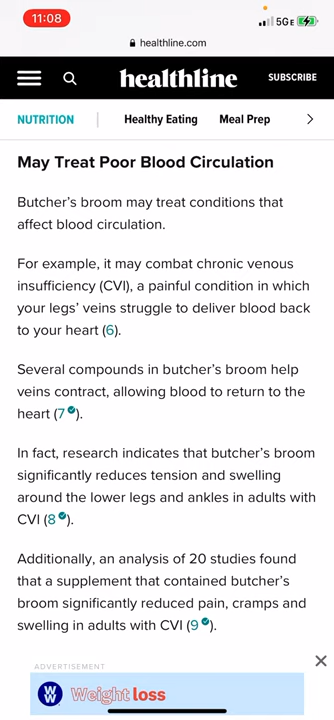 11:08
5GE
healthline.com
healthline
SUBSCRIBE
NUTRITION
Healthy Eating
Meal Prep
May Treat Poor Blood Circulation
Butcher's broom may treat conditions that
affect blood circulation.
For example, it may combat chronic venous
insufficiency (CVI), a painful condition in which
your legs' veins struggle to deliver blood back
to your heart (6).
Several compounds in butcher's broom help
veins contract, allowing blood to return to the
heart (7).
In fact, research indicates that butcher's broom
significantly reduces tension and swelling
around the lower legs and ankles in adults with
CVI (8).
Additionally, an analysis of 20 studies found
that a supplement that contained butcher's
broom significantly reduced pain, cramps and
swelling in adults with CVI (9).
ADVERTISEMENT
WW
Weight loss